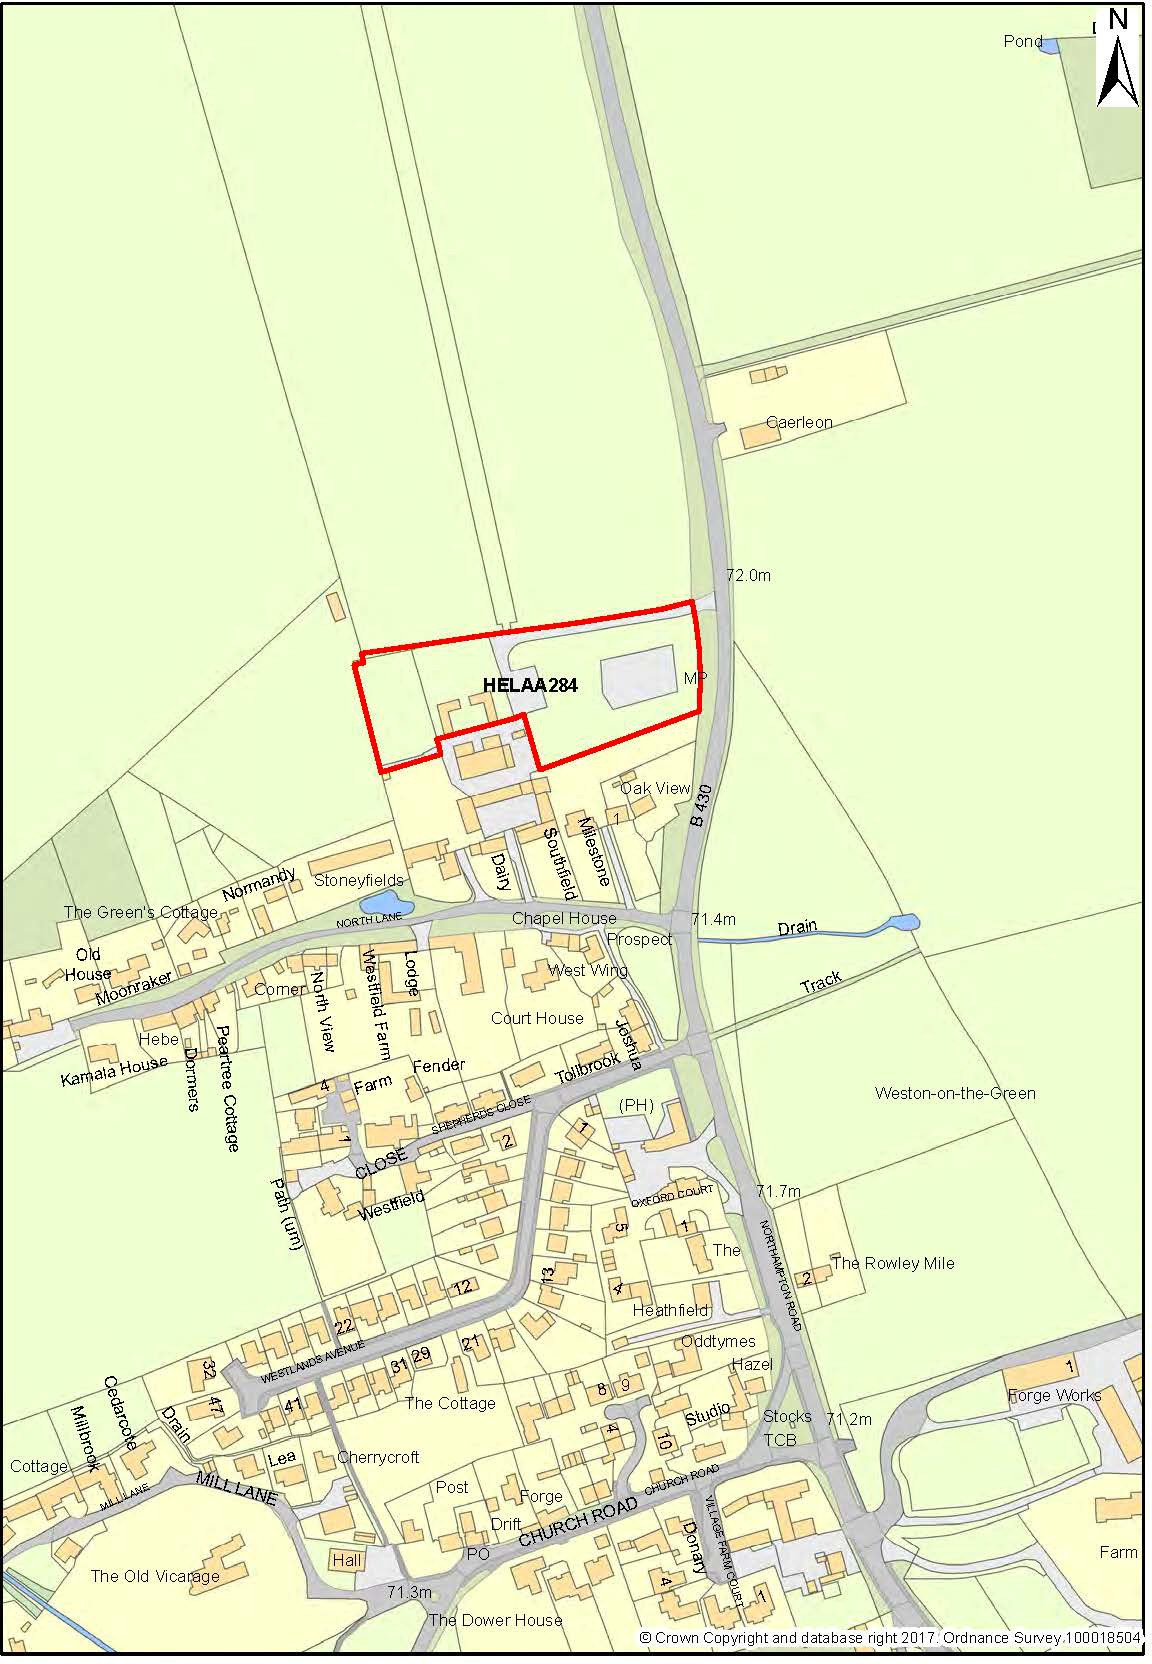 N
Pond
Caerleon
72.0m
HELAA284
MP
Oak View
B 430
1
Milestone
Southfield
Dairy
Stoneyfields
Normandy
The Green's Cottage
NORTH LANE
Chapel House
71.4m
Drain
Prospect
Old
House
Moonraker
West Wing
Lodge
Westfield Farm
North View
Corner
Track
Court House
Joshua
Hebe
Kamala House
Dormers
Peartree Cottage
Tollbrook
Fender
Farm
4
Weston-on-the-Green
(PH)
SHEPHERDS CLOSE
1
2
1
CLOSE
Westfield
Path (um)
OXFORD COURT
71.7m
5
1
The
NORTHAMPTON ROAD
The Rowley Mile
2
13
12
4
Heathfield
22
21
Oddtymes
WESTLANDS AVENUE
29
31
Hazel
32
1
Forge Works
Cedarcote
Millbrook
47
41
The Cottage
8
9
Studio
Stocks
71.2m
TCB
Drain
4
10
Lea
Cherrycroft
Cottage
MILL LANE
MILL LANE
Post
Forge
CHURCH ROAD
CHURCH ROAD
Drift
VILLAGE FARM COURT
Donary
PO
Hall
Farm
The Old Vicarage
71.3m
4
1
The Dower House
© Crown Copyright and database right 2017. Ordnance Survey 100018504